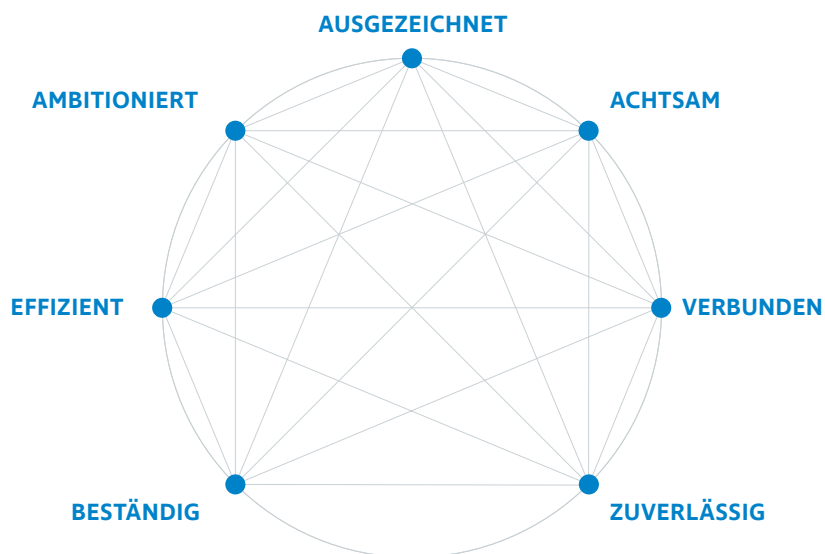 AUSGEZEICHNET
AMBITIONIERT
ACHTSAM
EFFIZIENT
VERBUNDEN
BESTÄNDIG
ZUVERLÄSSIG